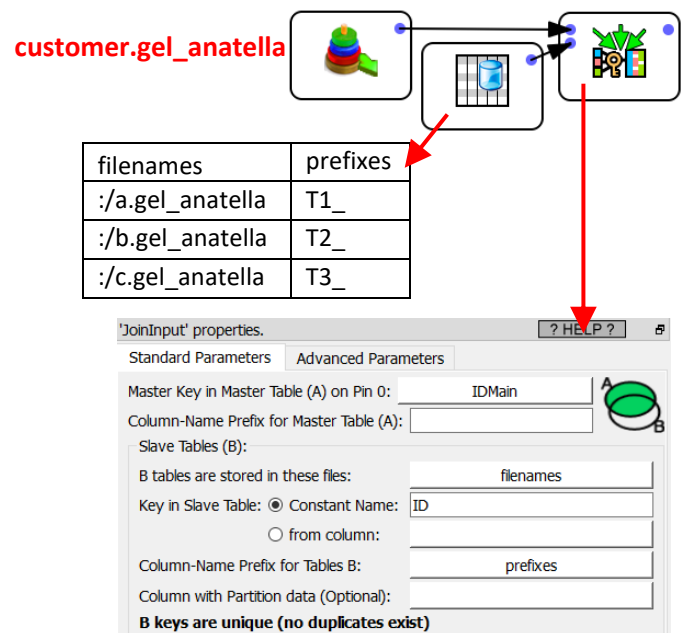 customer.gel_anatella
filenames prefixes
:/a.gel_anatella T1_
:/b.gel_anatella T2_
:/c.gel_anatella T3_
'JoinInput' properties. ? HELP ?
Standard Parameters Advanced Parameters
Master Key in Master Table (A) on Pin 0: IDMain
Column-Name Prefix for Master Table (A):
A
B
Slave Tables (B):
B tables are stored in these files: filenames
Key in Slave Table: Constant Name: ID
from column:
Column-Name Prefix for Tables B: prefixes
Column with Partition data (Optional):
B keys are unique (no duplicates exist)